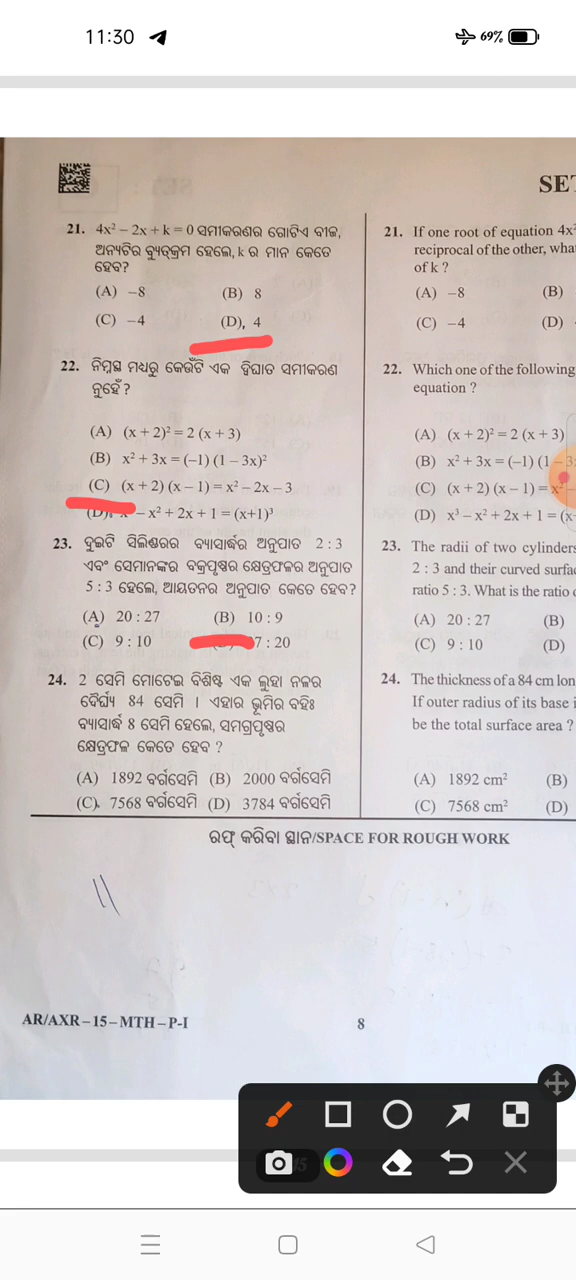 11:30
69%
SET
21. 4x² – 2x + k = 0 ସମୀକରଣର ଗୋଟିଏ ବୀଜ,
ଅନ୍ୟଟିର ବ୍ୟୁତ୍କ୍ରମ ହେଲେ, k ର ମାନ କେତେ
ହେବ?
(A) –8 (B) 8
(C) –4 (D), 4
22. ନିମ୍ନସ୍ଥ ମଧ୍ୟରୁ କେଉଁଟି ଏକ ଦ୍ଵିଘାତ ସମୀକରଣ
ନୁହେଁ?
(A) (x + 2)² = 2 (x + 3)
(B) x² + 3x = (–1) (1 – 3x)²
(C) (x + 2) (x – 1) = x² – 2x – 3
(D) – x² + 2x + 1 = (x+1)³
23. ଦୁଇଟି ସିଲିଣ୍ଡରର ବ୍ୟାସାର୍ଦ୍ଧର ଅନୁପାତ 2 : 3
ଏବଂ ସେମାନଙ୍କର ବକ୍ରପୃଷ୍ଠର କ୍ଷେତ୍ରଫଳର ଅନୁପାତ
5 : 3 ହେଲେ, ଆୟତନର ଅନୁପାତ କେତେ ହେବ?
(A) 20 : 27 (B) 10 : 9
(C) 9 : 10 7 : 20
24. 2 ସେମି ମୋଟେଇ ବିଶିଷ୍ଟ ଏକ ଲୁହା ନଳର
ଦୈର୍ଘ୍ୟ 84 ସେମି । ଏହାର ଭୂମିର ବହିଃ
ବ୍ୟାସାର୍ଦ୍ଧ 8 ସେମି ହେଲେ, ସମଗ୍ରପୃଷ୍ଠର
କ୍ଷେତ୍ରଫଳ କେତେ ହେବ ?
(A) 1892 ବର୍ଗସେମି (B) 2000 ବର୍ଗସେମି
(C). 7568 ବର୍ଗସେମି (D) 3784 ବର୍ଗସେମି
21. If one root of equation 4x²
reciprocal of the other, wha
of k ?
(A) –8 (B)
(C) –4 (D)
22. Which one of the following
equation ?
(A) (x + 2)² = 2 (x + 3)
(B) x² + 3x = (–1) (1 – 3
(C) (x + 2) (x – 1) = x²
(D) x³ – x² + 2x + 1 = (x
23. The radii of two cylinders
2 : 3 and their curved surfa
ratio 5 : 3. What is the ratio
(A) 20 : 27 (B)
(C) 9 : 10 (D)
24. The thickness of a 84 cm lon
If outer radius of its base i
be the total surface area ?
(A) 1892 cm² (B)
(C) 7568 cm² (D)
ରଫ୍ କରିବା ସ୍ଥାନ/SPACE FOR ROUGH WORK
AR/AXR–15–MTH–P-I
8